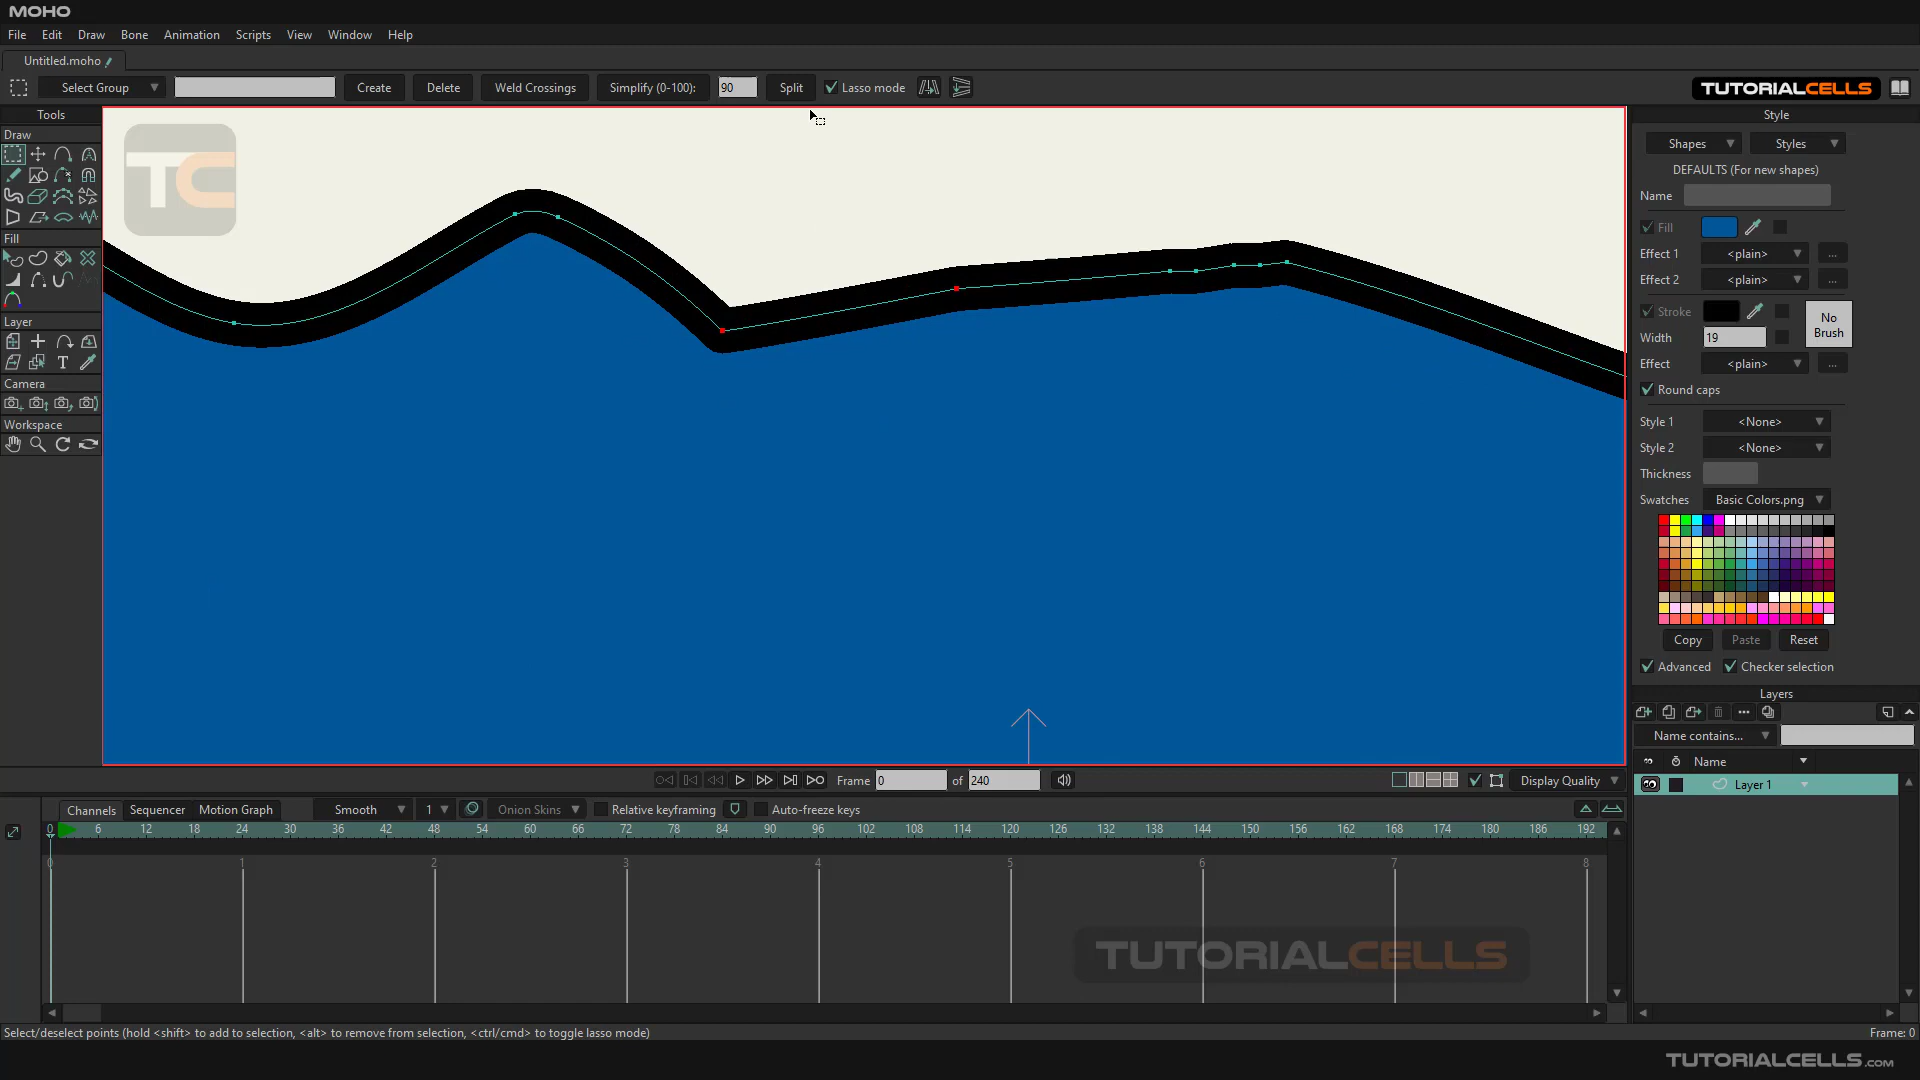 MOHO
File Edit Draw Bone Animation Scripts View Window Help
Untitled.moho
Select Group Create Delete Weld Crossings Simplify (0-100): 90 Split Lasso mode TUTORIALCELLS
Tools
Draw
Fill
Layer
Camera
Workspace
TC
Style
Shapes Styles
DEFAULTS (For new shapes)
Name
Fill
Effect 1 <plain> ...
Effect 2 <plain> ...
Stroke
No Brush
Width 19
Effect <plain> ...
Round caps
Style 1 <None>
Style 2 <None>
Thickness
Swatches Basic Colors.png
Copy Paste Reset
Advanced Checker selection
Layers
Name contains...
Name
Layer 1
Frame 0 of 240 Display Quality
Channels Sequencer Motion Graph Smooth 1 Onion Skins Relative keyframing Auto-freeze keys
0 6 12 18 24 30 36 42 48 54 60 66 72 78 84 90 96 102 108 114 120 126 132 138 144 150 156 162 168 174 180 186 192
0 1 2 3 4 5 6 7 8
TUTORIALCELLS
Select/deselect points (hold <shift> to add to selection, <alt> to remove from selection, <ctrl/cmd> to toggle lasso mode) Frame: 0
TUTORIALCELLS.COM